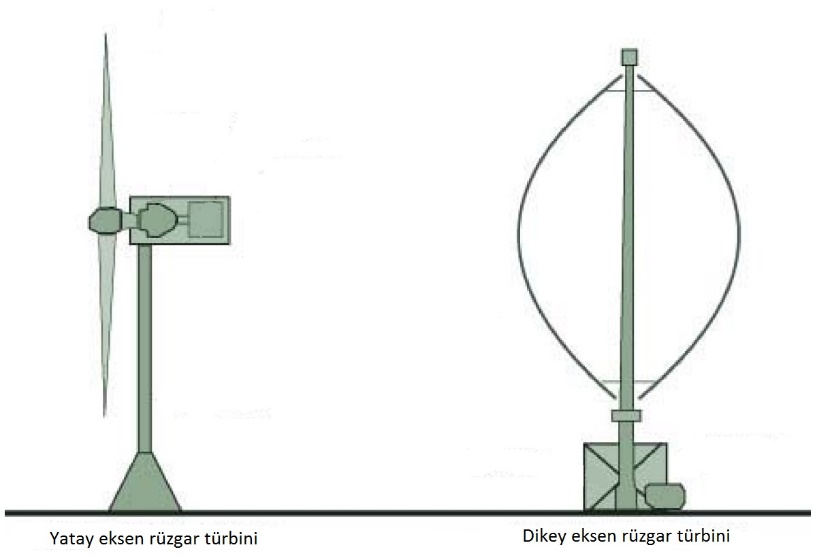 Yatay eksen rüzgar türbini
Dikey eksen rüzgar türbini